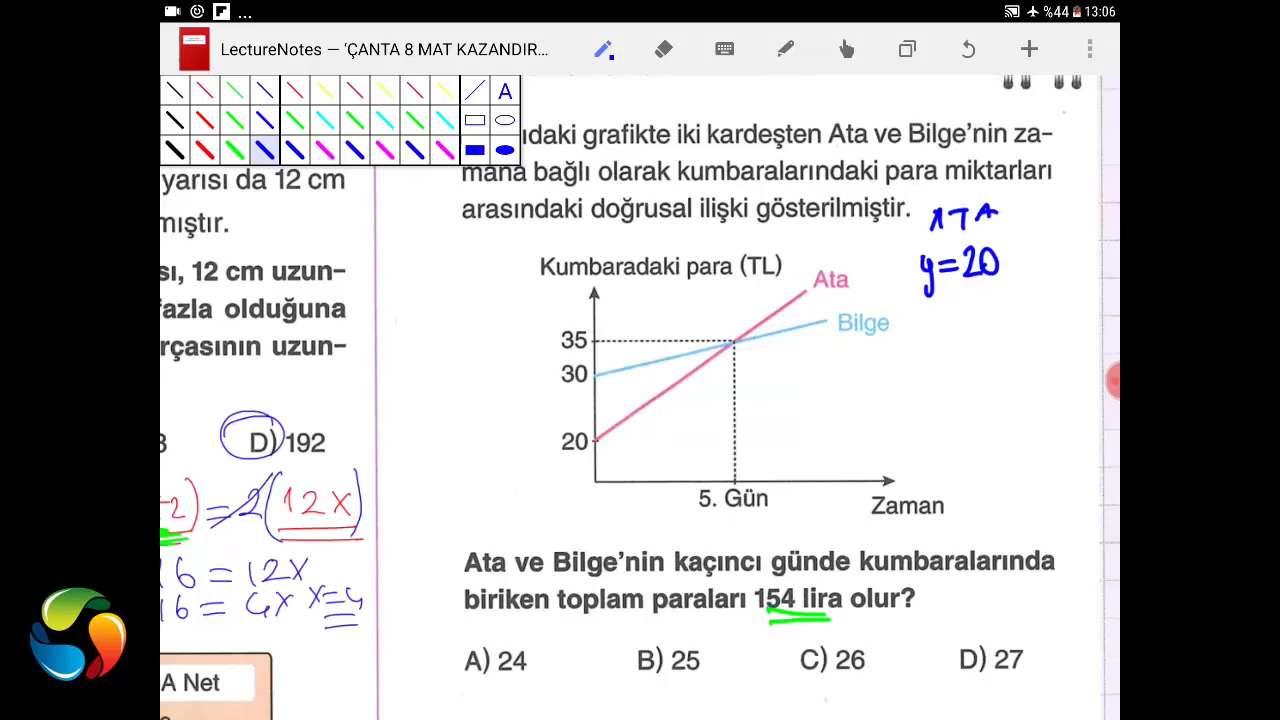 %44 13:06
...
LectureNotes — ‘ÇANTA 8 MAT KAZANDIR...
A
yarısı da 12 cm
mıştır.
sı, 12 cm uzun-
fazla olduğuna
rçasının uzun-
D) 192
-2) = 2(12x)
16 = 12x
16 = 4x x=4
A Net
ıdaki grafikte iki kardeşten Ata ve Bilge’nin za-
mana bağlı olarak kumbaralarındaki para miktarları
arasındaki doğrusal ilişki gösterilmiştir.
ATA
y=20
Kumbaradaki para (TL)
Ata
Bilge
35
30
20
5. Gün
Zaman
Ata ve Bilge’nin kaçıncı günde kumbaralarında
biriken toplam paraları 154 lira olur?
A) 24 B) 25 C) 26 D) 27